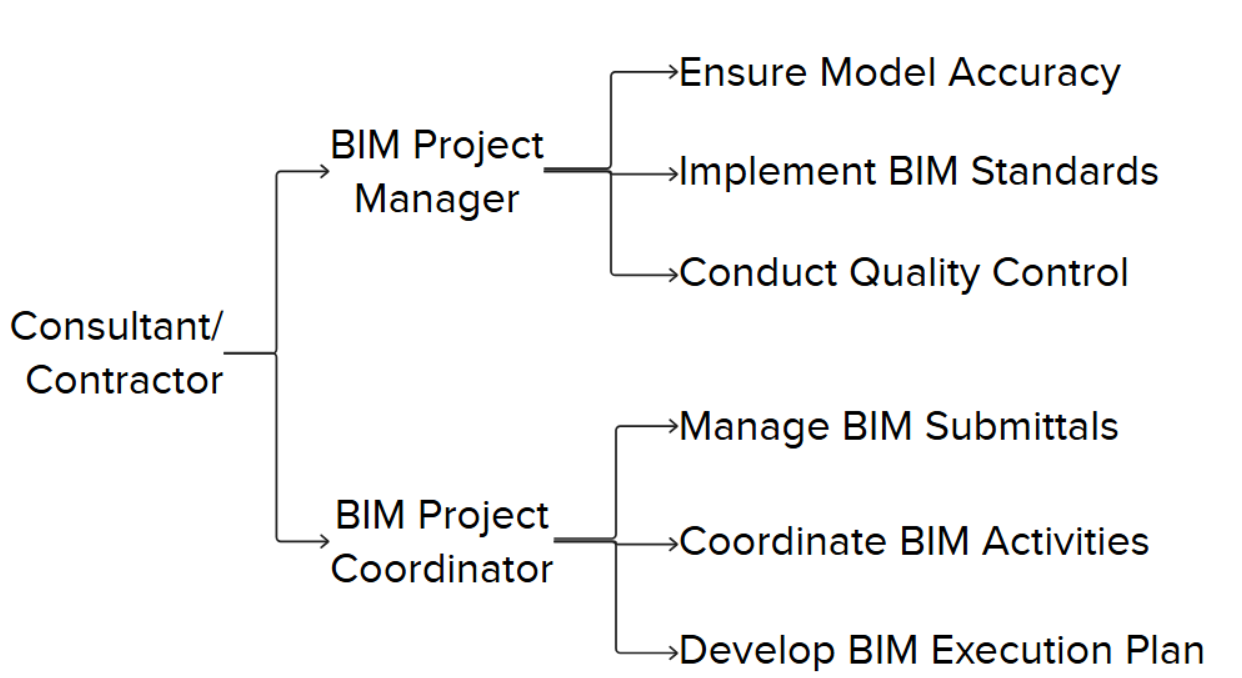 Consultant/
Contractor
BIM Project
Manager
Ensure Model Accuracy
Implement BIM Standards
Conduct Quality Control
BIM Project
Coordinator
Manage BIM Submittals
Coordinate BIM Activities
Develop BIM Execution Plan